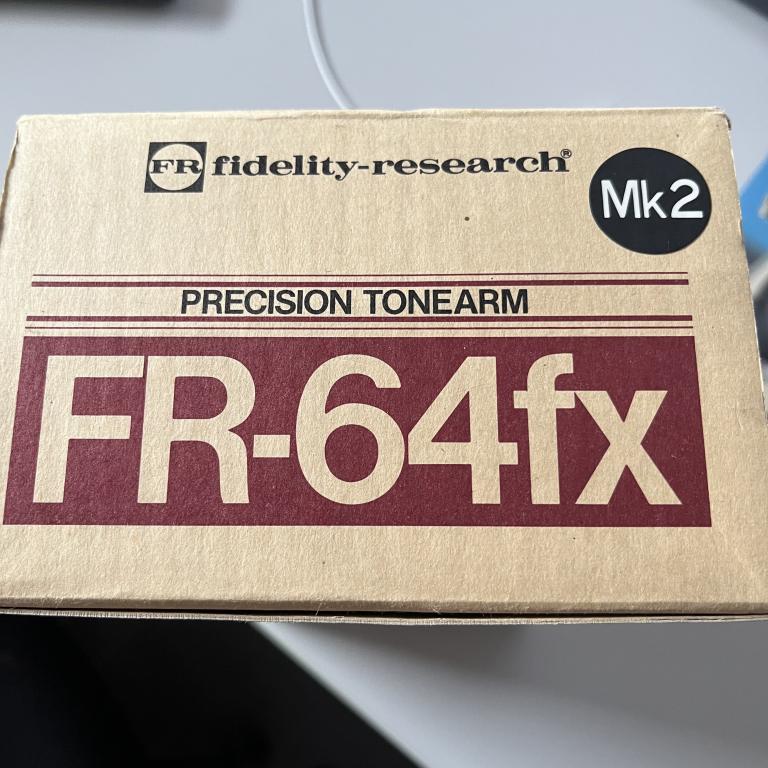 FR fidelity-research®
Mk2
PRECISION TONEARM
FR-64fx